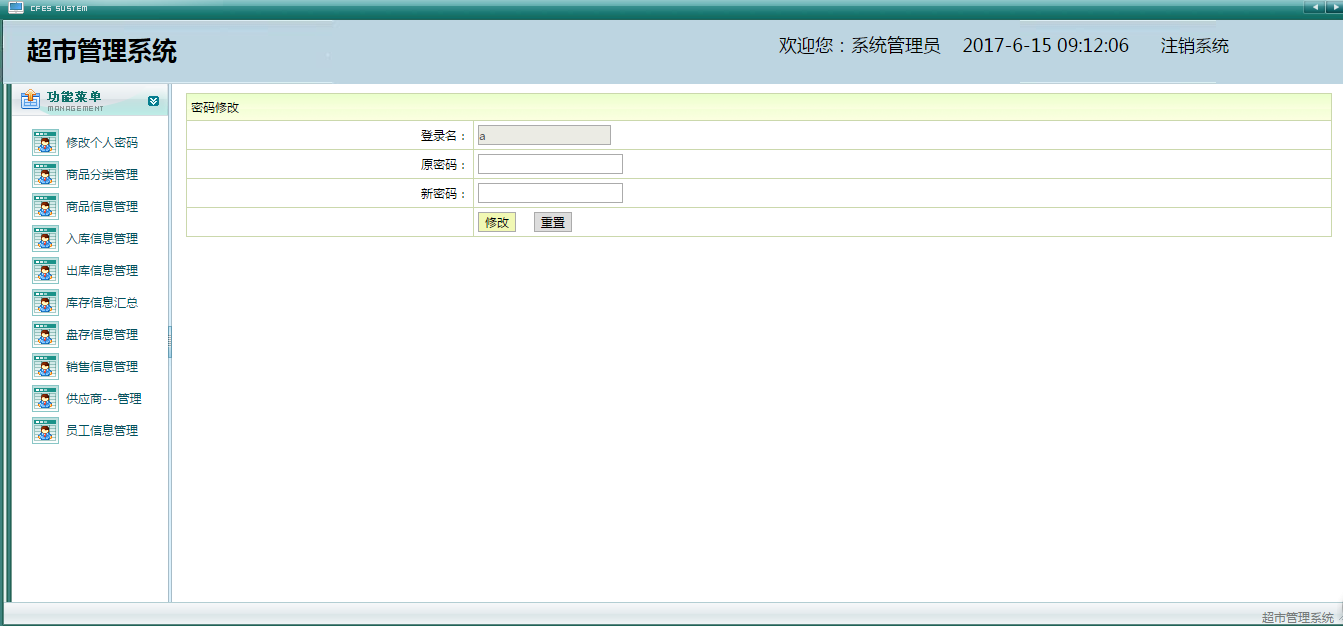 CFES SUSTEM
超市管理系统
欢迎您：系统管理员 2017-6-15 09:12:06 注销系统
功能菜单
MANAGEMENT
修改个人密码
商品分类管理
商品信息管理
入库信息管理
出库信息管理
库存信息汇总
盘存信息管理
销售信息管理
供应商---管理
员工信息管理
密码修改
登录名： a
原密码：
新密码：
修改 重置
超市管理系统